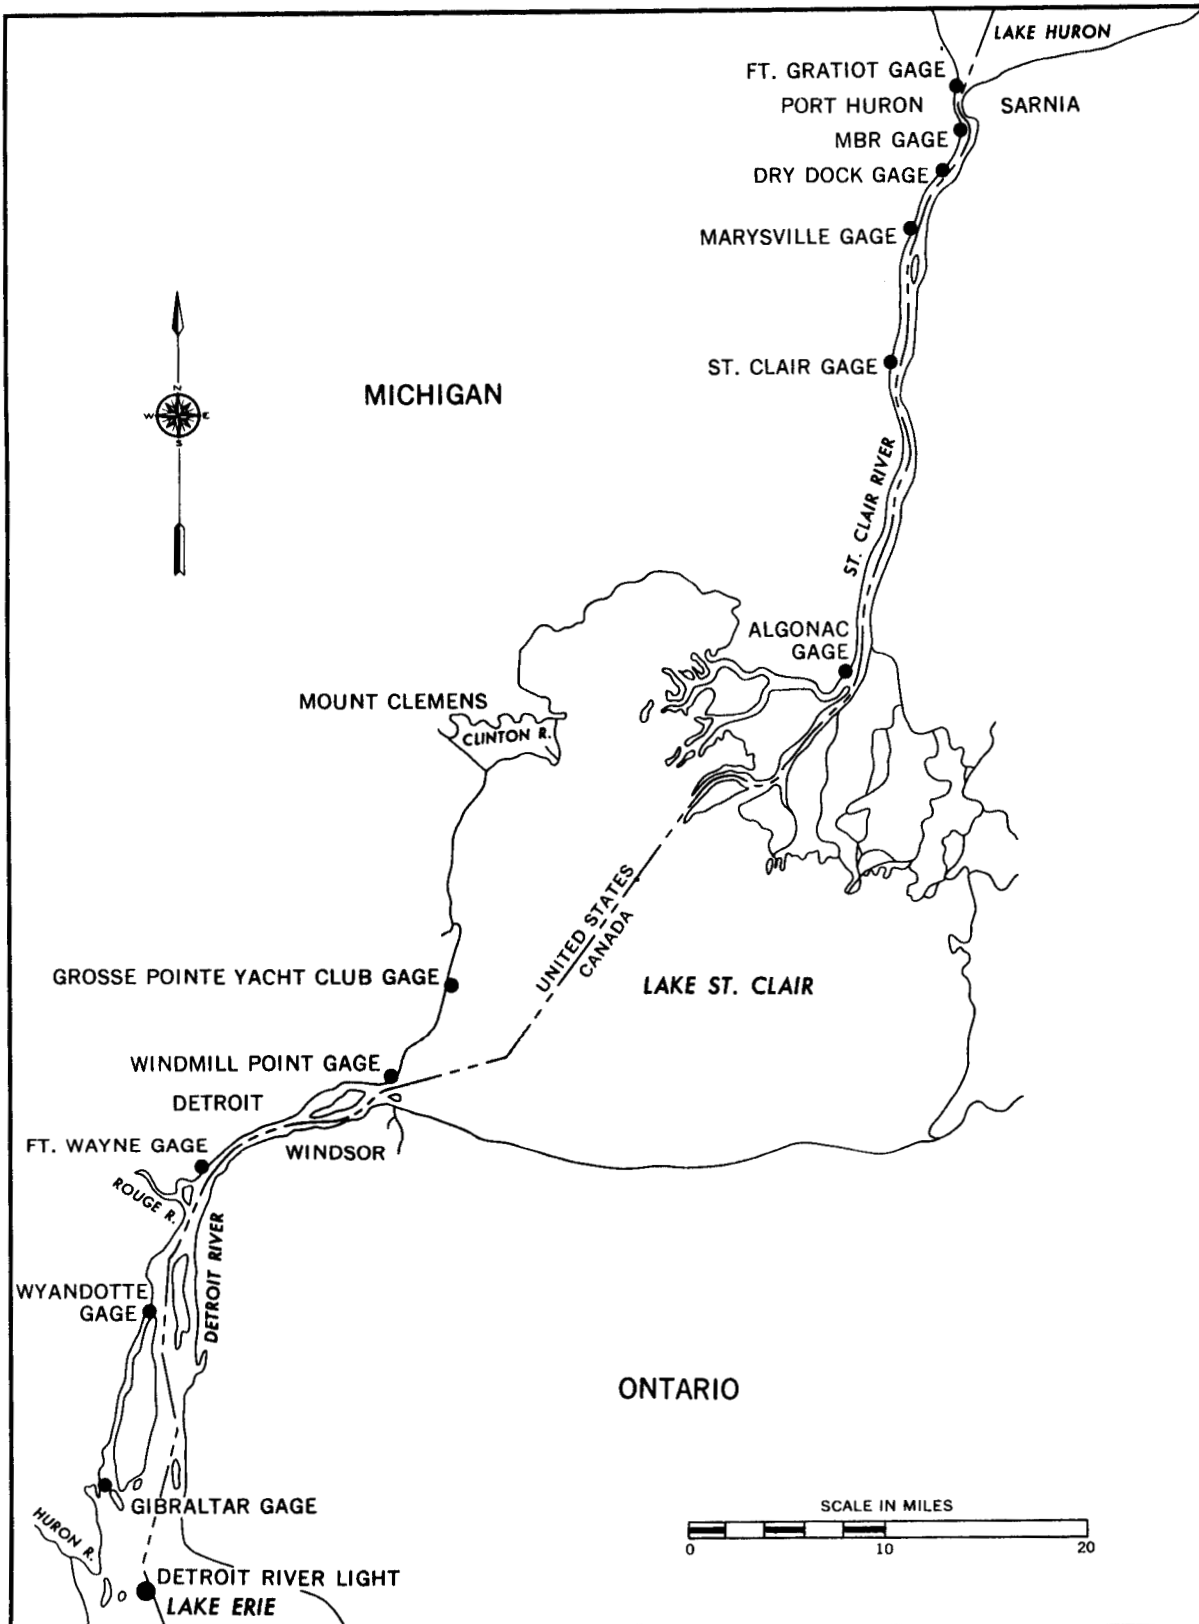 LAKE HURON
FT. GRATIOT GAGE
PORT HURON
SARNIA
MBR GAGE
DRY DOCK GAGE
MARYSVILLE GAGE
ST. CLAIR GAGE
MICHIGAN
N
W
E
S
ST. CLAIR RIVER
ALGONAC
GAGE
MOUNT CLEMENS
CLINTON R.
UNITED STATES
CANADA
GROSSE POINTE YACHT CLUB GAGE
LAKE ST. CLAIR
WINDMILL POINT GAGE
DETROIT
FT. WAYNE GAGE
WINDSOR
ROUGE R.
DETROIT RIVER
WYANDOTTE
GAGE
ONTARIO
GIBRALTAR GAGE
HURON R.
SCALE IN MILES
0 10 20
DETROIT RIVER LIGHT
LAKE ERIE